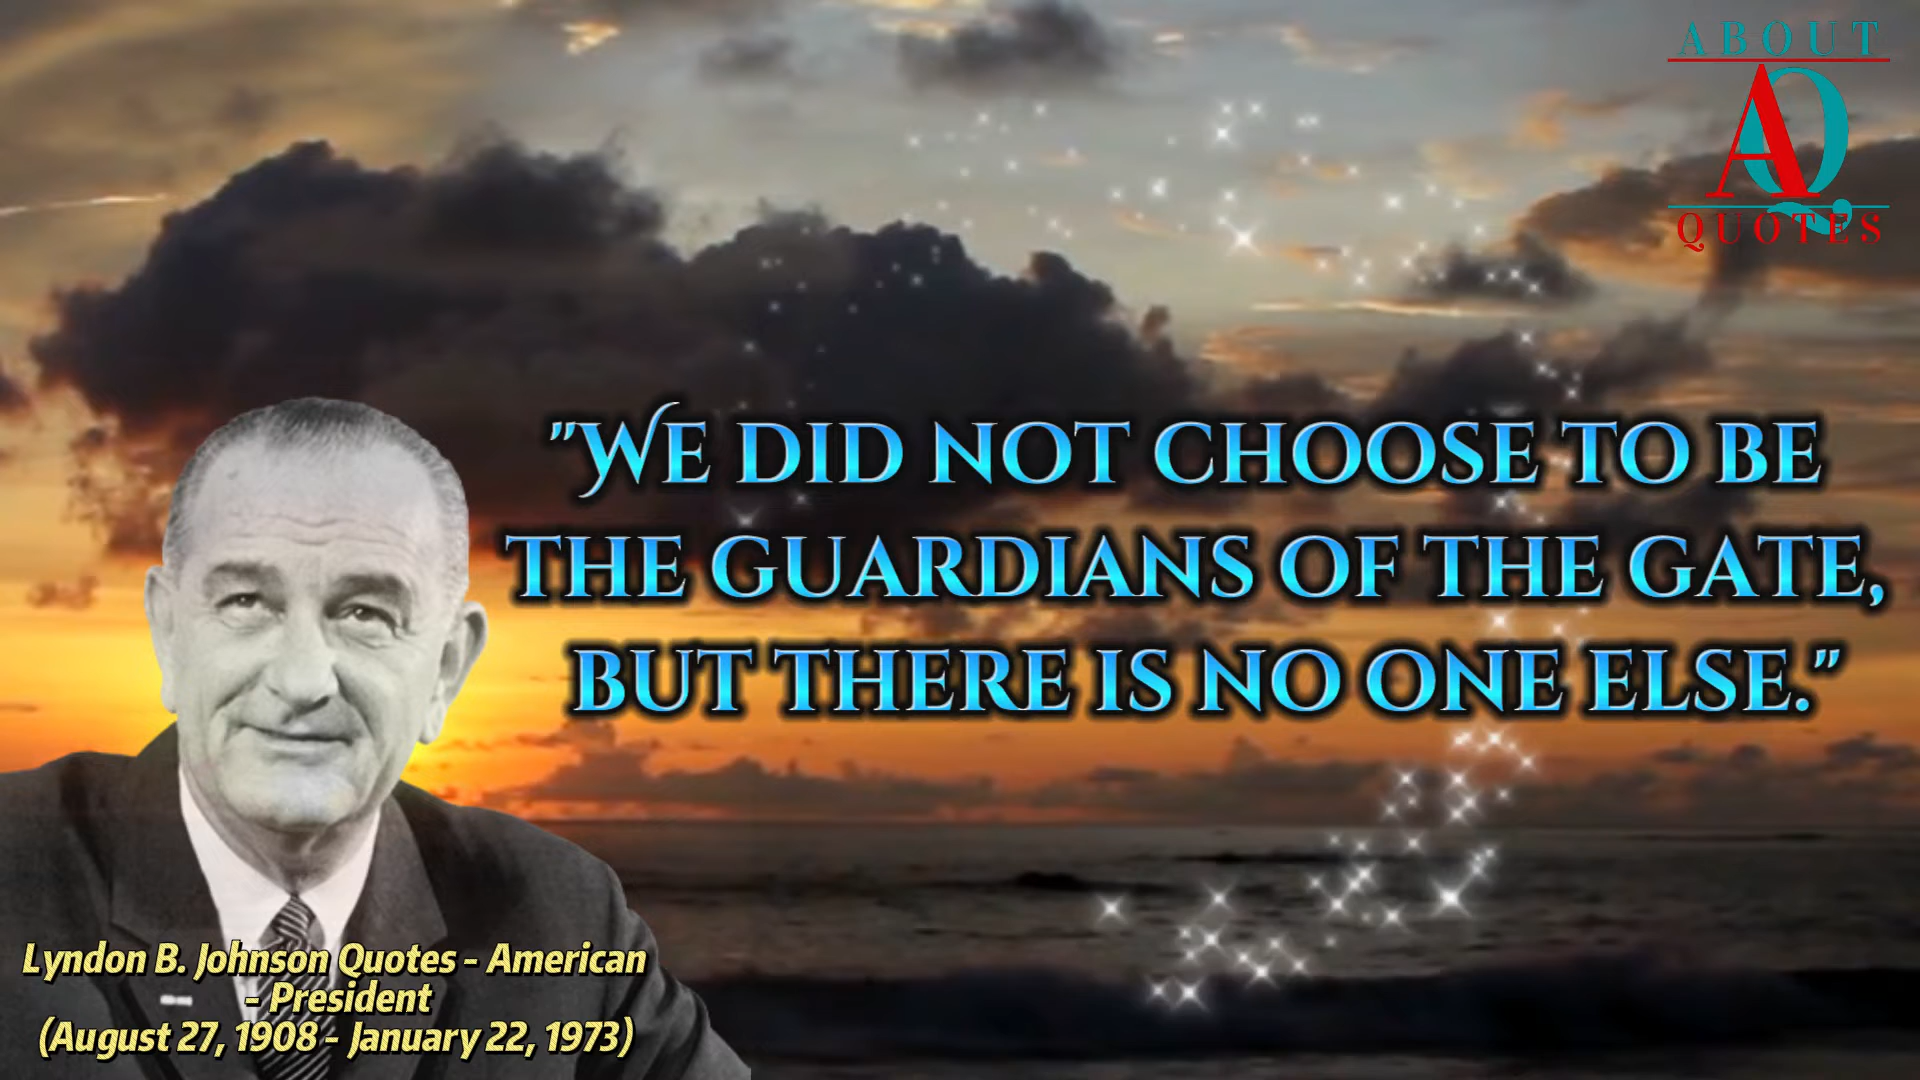 ABOUT
AQ
QUOTES
"WE DID NOT CHOOSE TO BE
THE GUARDIANS OF THE GATE,
BUT THERE IS NO ONE ELSE."
Lyndon B. Johnson Quotes - American
- President
(August 27, 1908 - January 22, 1973)